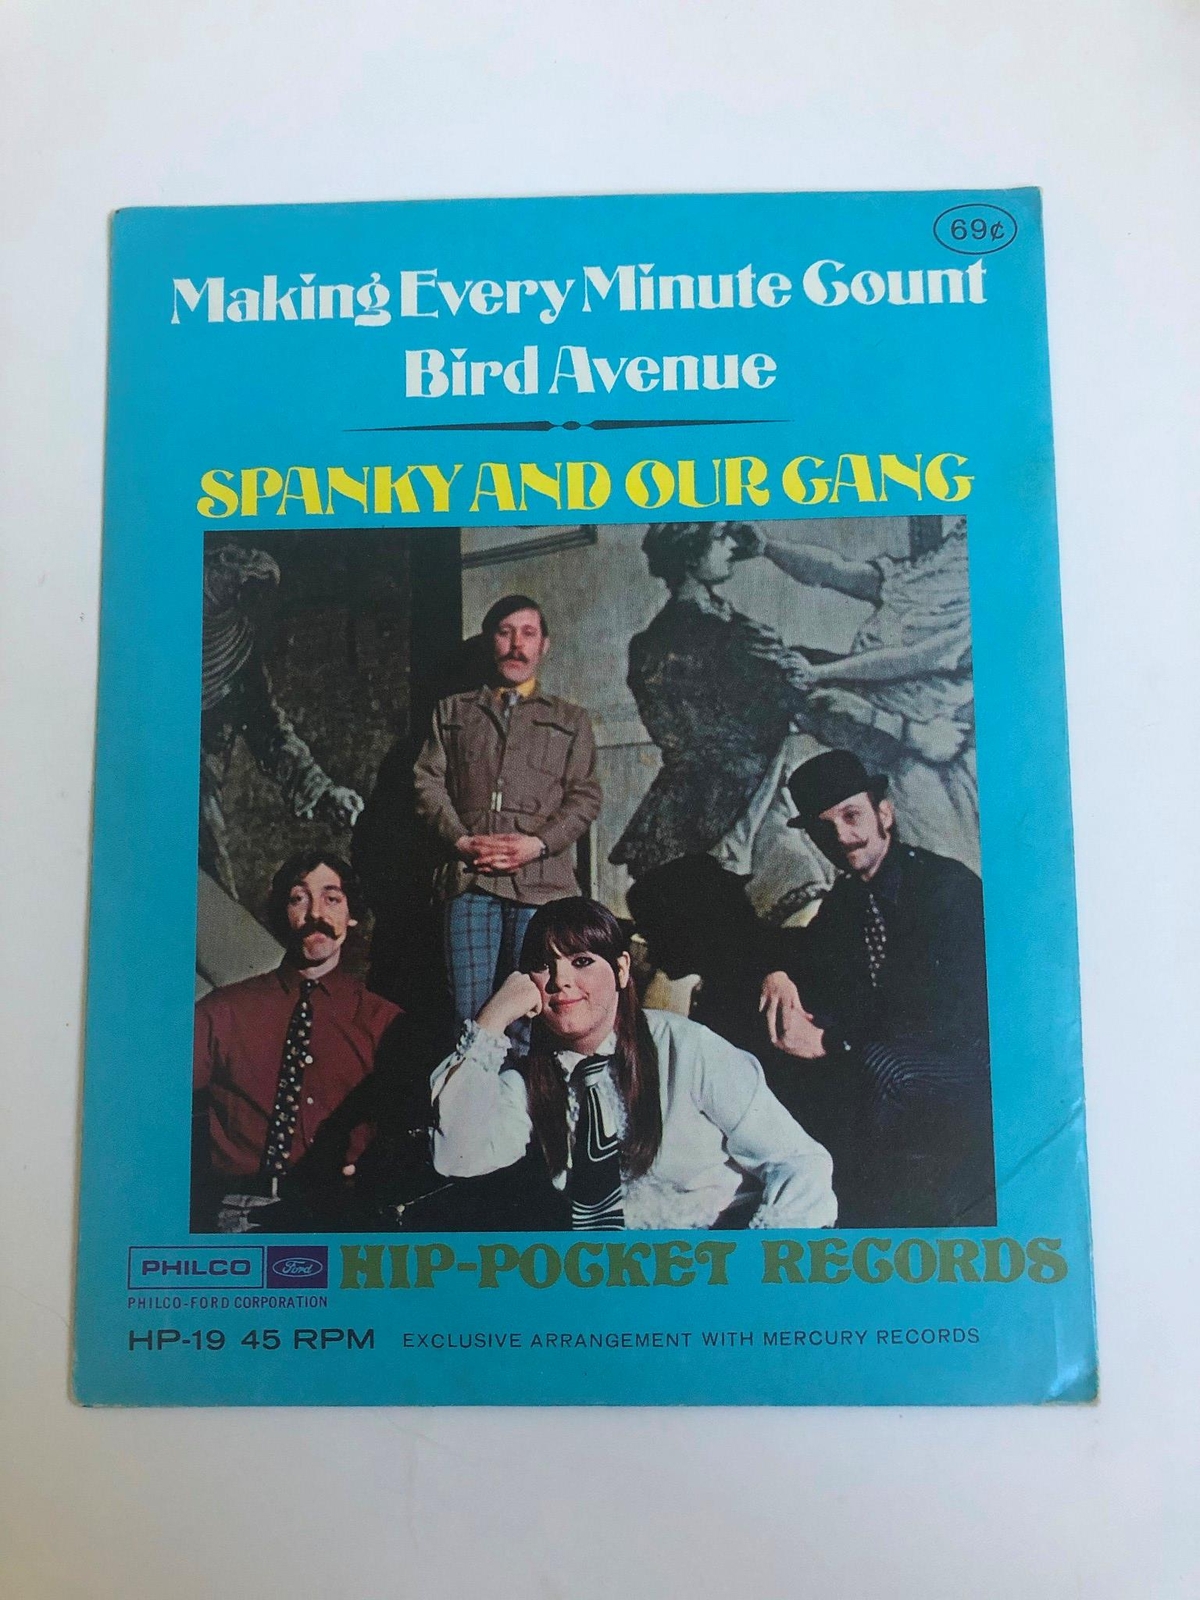 69¢
Making Every Minute Count
Bird Avenue
SPANKY AND OUR GANG
PHILCO Ford HIP-POCKET RECORDS
PHILCO-FORD CORPORATION
HP-19 45 RPM EXCLUSIVE ARRANGEMENT WITH MERCURY RECORDS